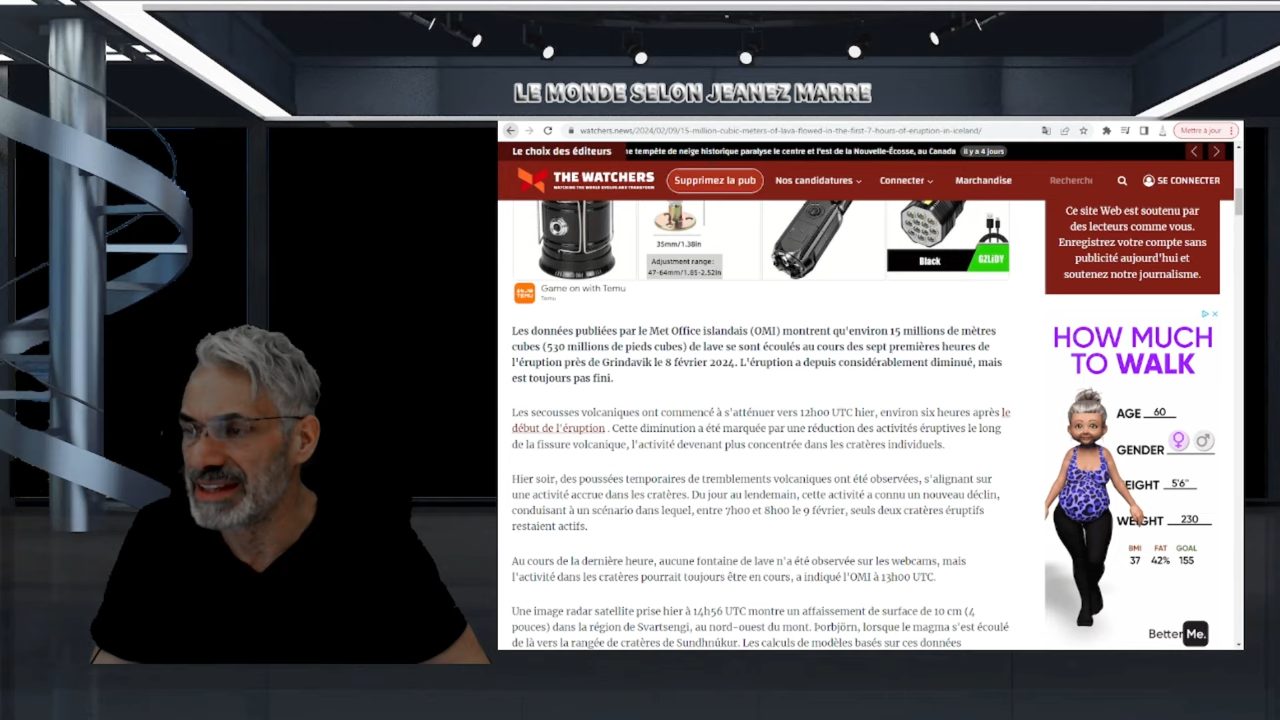 LE MONDE SELON JEANEZ MARRE
watchers.news/2024/02/09/15-million-cubic-meters-of-lava-flowed-in-the-first-7-hours-of-eruption-in-iceland/
Mettre à jour
Le choix des éditeurs
ne tempête de neige historique paralyse le centre et l'est de la Nouvelle-Écosse, au Canada
il y a 4 jours
THE WATCHERS
Supprimez la pub
Nos candidatures
Connecter
Marchandise
Recherche
SE CONNECTER
35mm/1.38in
Adjustment range:
47-64mm/1.85-2.52in
Black
GZLIDY
Game on with Temu
Temu
Ce site Web est soutenu par
des lecteurs comme vous.
Enregistrez votre compte sans
publicité aujourd'hui et
soutenez notre journalisme.
Les données publiées par le Met Office islandais (OMI) montrent qu'environ 15 millions de mètres
cubes (530 millions de pieds cubes) de lave se sont écoulés au cours des sept premières heures de
l'éruption près de Grindavík le 8 février 2024. L'éruption a depuis considérablement diminué, mais
est toujours pas fini.
Les secousses volcaniques ont commencé à s'atténuer vers 12h00 UTC hier, environ six heures après le
début de l'éruption . Cette diminution a été marquée par une réduction des activités éruptives le long
de la fissure volcanique, l'activité devenant plus concentrée dans les cratères individuels.
Hier soir, des poussées temporaires de tremblements volcaniques ont été observées, s'alignant sur
une activité accrue dans les cratères. Du jour au lendemain, cette activité a connu un nouveau déclin,
conduisant à un scénario dans lequel, entre 7h00 et 8h00 le 9 février, seuls deux cratères éruptifs
restaient actifs.
Au cours de la dernière heure, aucune fontaine de lave n'a été observée sur les webcams, mais
l'activité dans les cratères pourrait toujours être en cours, a indiqué l'OMI à 13h00 UTC.
Une image radar satellite prise hier à 14h56 UTC montre un affaissement de surface de 10 cm (4
pouces) dans la région de Svartsengi, au nord-ouest du mont. Þorbjörn, lorsque le magma s'est écoulé
de là vers la rangée de cratères de Sundhnúkur. Les calculs de modèles basés sur ces données
HOW MUCH
TO WALK
AGE 60
GENDER
EIGHT 5'6"
WEIGHT 230
BMI FAT GOAL
37 42% 155
BetterMe.